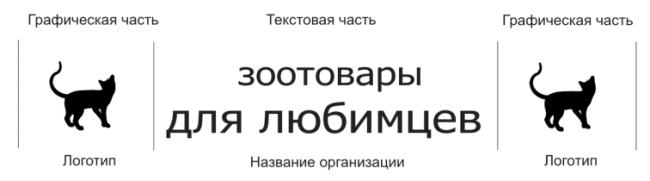 Графическая часть
Текстовая часть
Графическая часть
зоотовары
для любимцев
Логотип
Название организации
Логотип